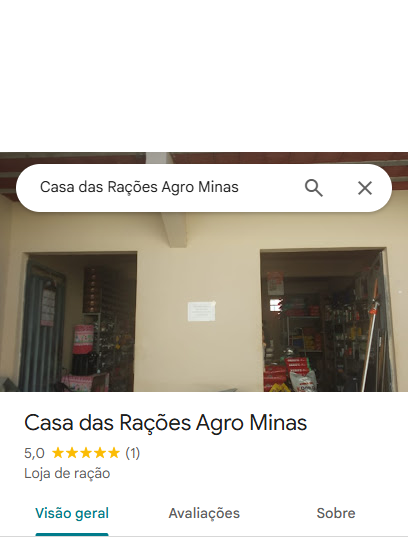 Casa das Rações Agro Minas
Casa das Rações Agro Minas
5,0 (1)
Loja de ração
Visão geral Avaliações Sobre